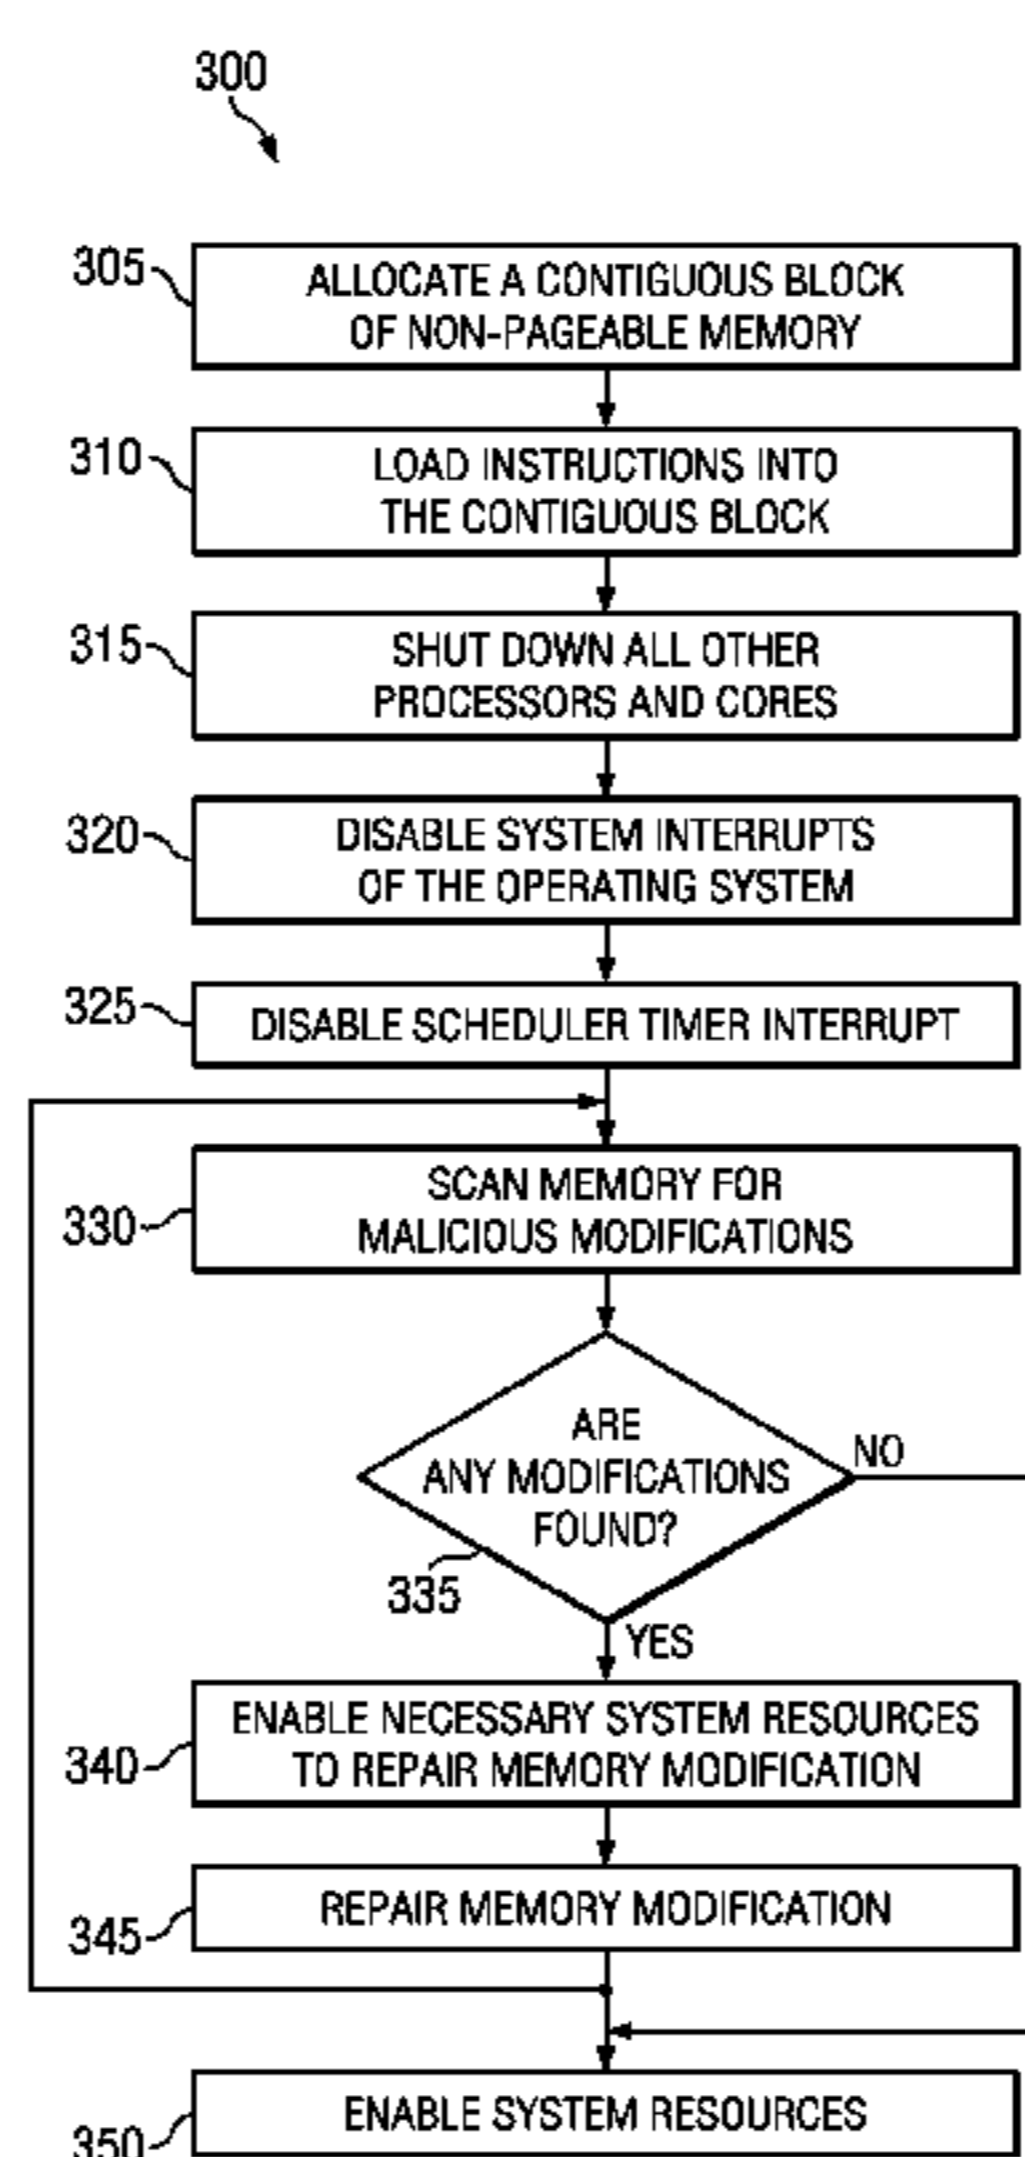 300
305
ALLOCATE A CONTIGUOUS BLOCK
OF NON-PAGEABLE MEMORY
310
LOAD INSTRUCTIONS INTO
THE CONTIGUOUS BLOCK
315
SHUT DOWN ALL OTHER
PROCESSORS AND CORES
320
DISABLE SYSTEM INTERRUPTS
OF THE OPERATING SYSTEM
325
DISABLE SCHEDULER TIMER INTERRUPT
330
SCAN MEMORY FOR
MALICIOUS MODIFICATIONS
ARE
ANY MODIFICATIONS
FOUND?
NO
335
YES
340
ENABLE NECESSARY SYSTEM RESOURCES
TO REPAIR MEMORY MODIFICATION
345
REPAIR MEMORY MODIFICATION
350
ENABLE SYSTEM RESOURCES